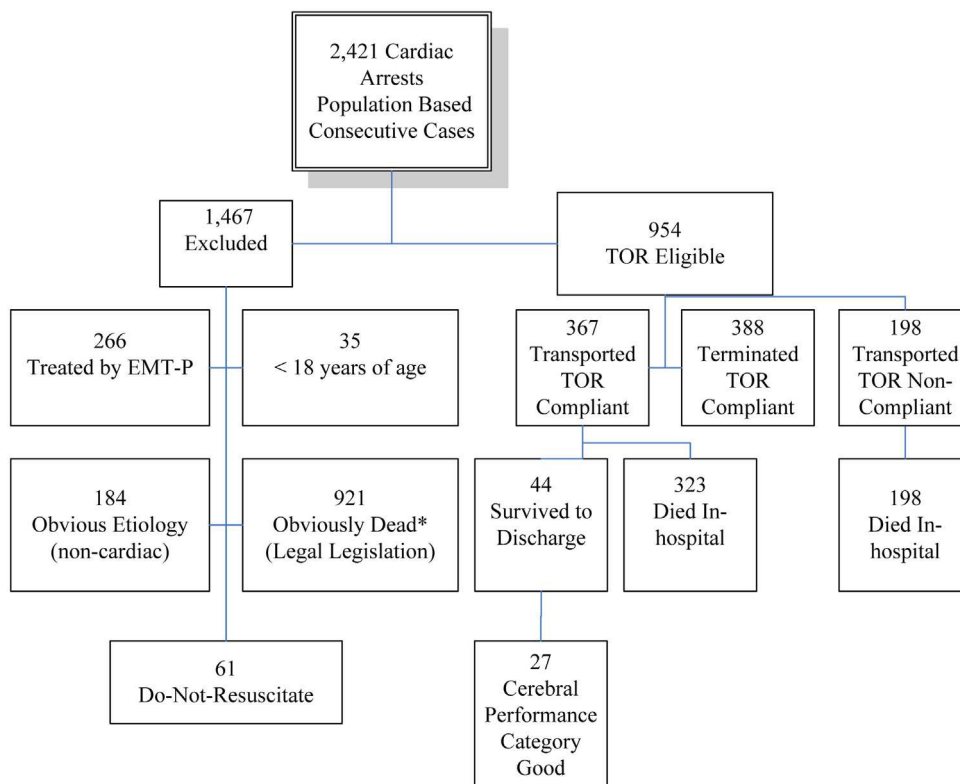 2,421 Cardiac
Arrests
Population Based
Consecutive Cases
1,467
Excluded
954
TOR Eligible
266
Treated by EMT-P
35
< 18 years of age
367
Transported
TOR
Compliant
388
Terminated
TOR
Compliant
198
Transported
TOR Non-
Compliant
184
Obvious Etiology
(non-cardiac)
921
Obviously Dead*
(Legal Legislation)
44
Survived to
Discharge
323
Died In-
hospital
198
Died In-
hospital
61
Do-Not-Resuscitate
27
Cerebral
Performance
Category
Good